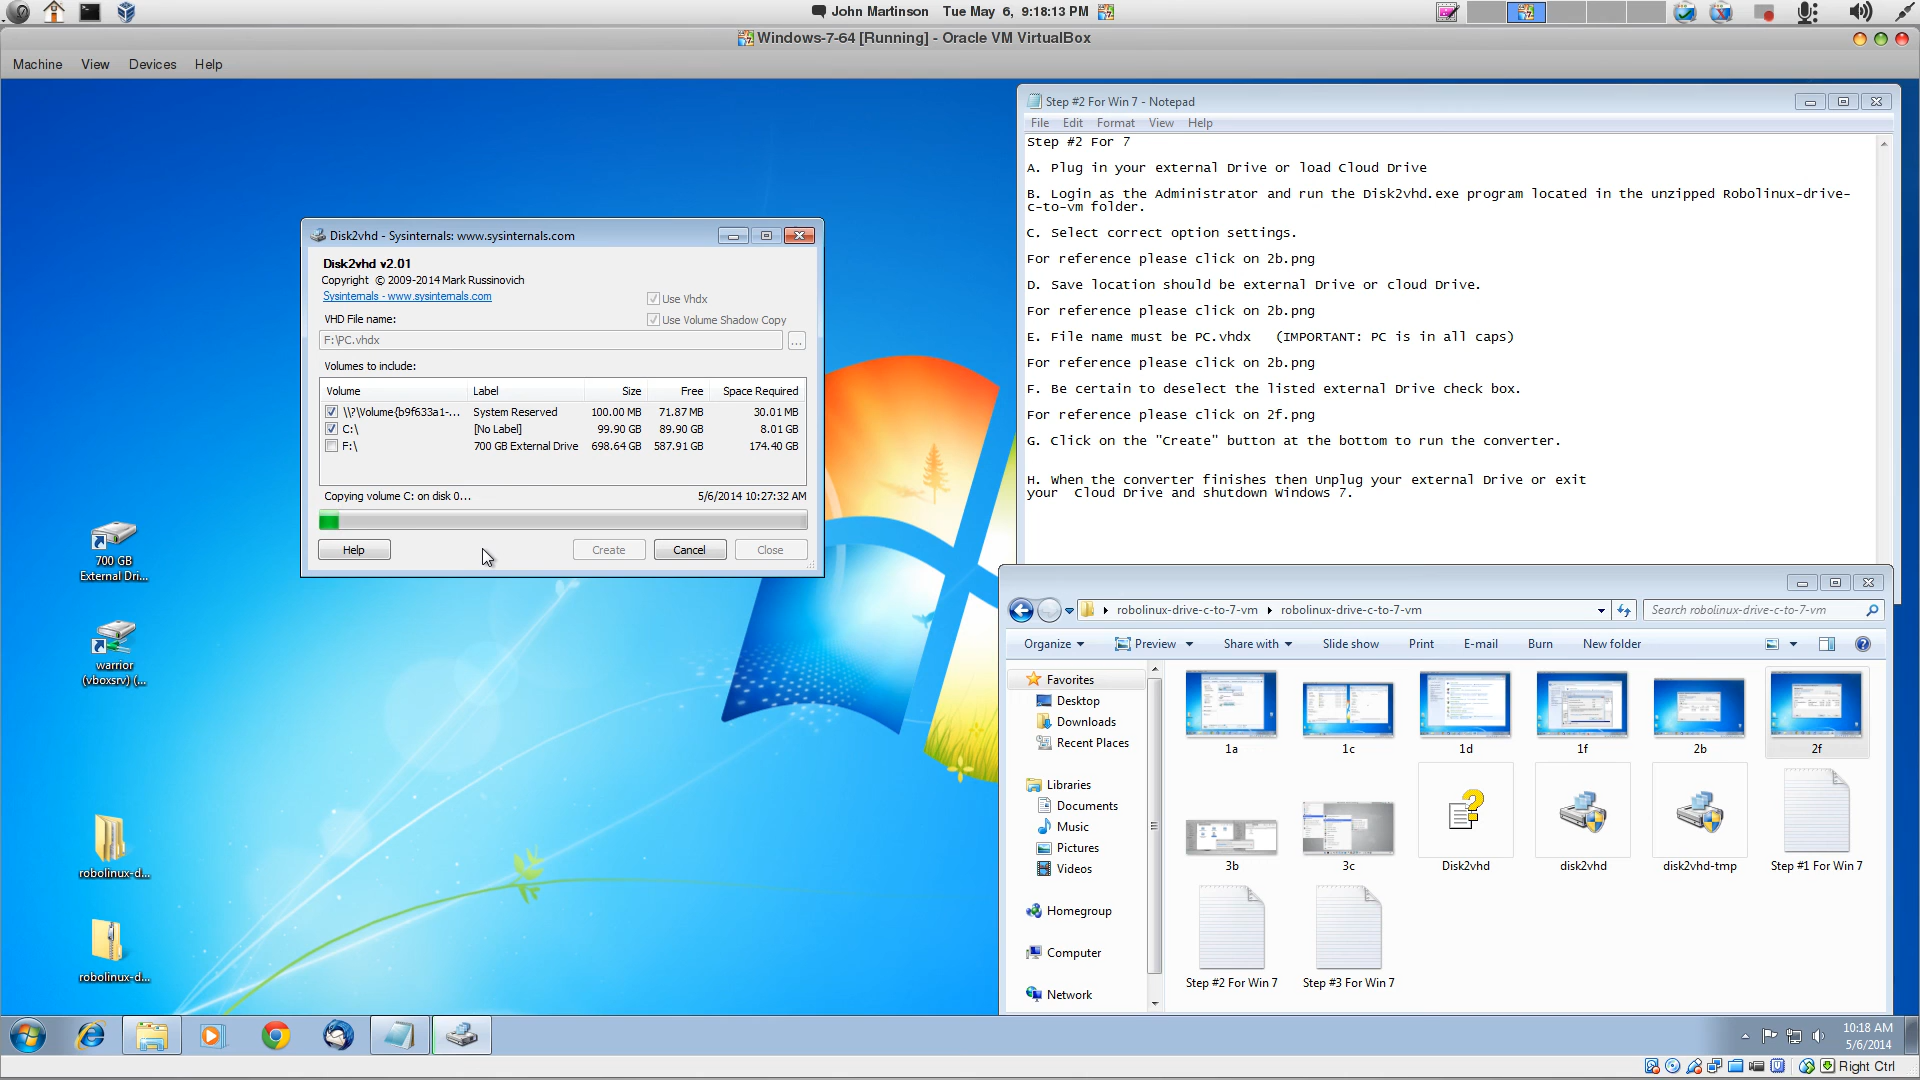 John Martinson Tue May 6, 9:18:13 PM
Windows-7-64 [Running] - Oracle VM VirtualBox
Machine View Devices Help
Step #2 For Win 7 - Notepad
File Edit Format View Help
Step #2 For 7
A. Plug in your external Drive or load Cloud Drive
B. Login as the Administrator and run the Disk2vhd.exe program located in the unzipped Robolinux-drive-
c-to-vm folder.
C. Select correct option settings.
For reference please click on 2b.png
D. Save location should be external Drive or cloud Drive.
For reference please click on 2b.png
E. File name must be PC.vhdx (IMPORTANT: PC is in all caps)
For reference please click on 2b.png
F. Be certain to deselect the listed external Drive check box.
For reference please click on 2f.png
G. Click on the "Create" button at the bottom to run the converter.
H. When the converter finishes then Unplug your external Drive or exit
your Cloud Drive and shutdown Windows 7.
Disk2vhd - Sysinternals: www.sysinternals.com
Disk2vhd v2.01
Copyright © 2009-2014 Mark Russinovich
Sysinternals - www.sysinternals.com
Use Vhdx
VHD File name:
Use Volume Shadow Copy
F:\PC.vhdx
...
Volumes to include:
Volume Label Size Free Space Required
\\?\Volume{b9f633a1-... System Reserved 100.00 MB 71.87 MB 30.01 MB
C:\ [No Label] 99.90 GB 89.90 GB 8.01 GB
F:\ 700 GB External Drive 698.64 GB 587.91 GB 174.40 GB
Copying volume C: on disk 0... 5/6/2014 10:27:32 AM
Help Create Cancel Close
700 GB
External Dri...
warrior
(vboxsrv) (...
robolinux-d...
robolinux-d...
robolinux-drive-c-to-7-vm robolinux-drive-c-to-7-vm Search robolinux-drive-c-to-7-vm
Organize Preview Share with Slide show Print E-mail Burn New folder
Favorites
Desktop
Downloads
Recent Places
Libraries
Documents
Music
Pictures
Videos
Homegroup
Computer
Network
1a 1c 1d 1f 2b 2f
3b 3c Disk2vhd disk2vhd disk2vhd-tmp Step #1 For Win 7
Step #2 For Win 7 Step #3 For Win 7
10:18 AM
5/6/2014
Right Ctrl